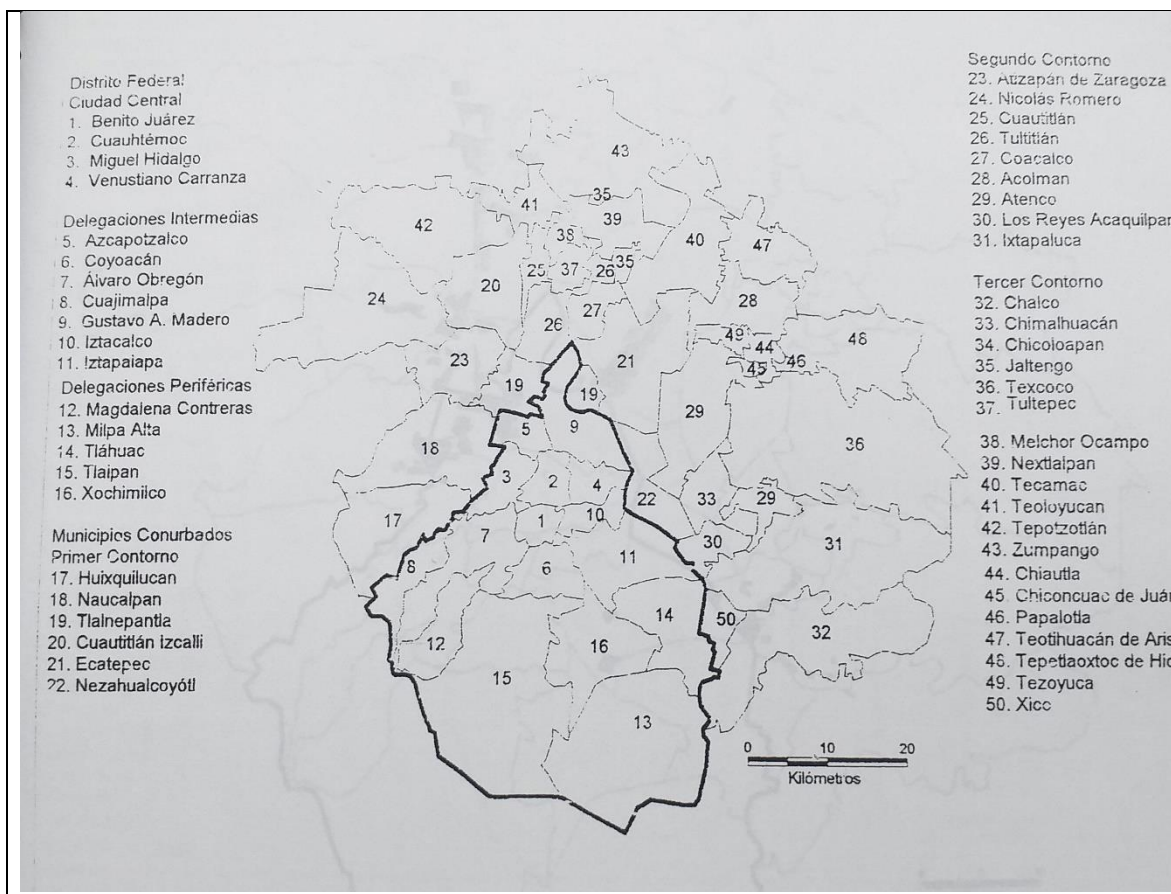 Distrito Federal
Ciudad Central
1. Benito Juárez
2. Cuauhtémoc
3. Miguel Hidalgo
4. Venustiano Carranza
Delegaciones Intermedias
5. Azcapotzalco
6. Coyoacán
7. Álvaro Obregón
8. Cuajimalpa
9. Gustavo A. Madero
10. Iztacalco
11. Iztapalapa
Delegaciones Periféricas
12. Magdalena Contreras
13. Milpa Alta
14. Tláhuac
15. Tlalpan
16. Xochimilco
Municipios Conurbados
Primer Contorno
17. Huixquilucan
18. Naucalpan
19. Tlalnepantla
20. Cuautitlán Izcalli
21. Ecatepec
22. Nezahualcoyótl
43
35
41
39
42
38
40
47
25
37
26
35
20
24
28
27
26
49
44
48
21
23
46
45
19
19
29
5
9
36
18
3
2
4
22
33
29
17
10
1
7
30
31
11
8
6
14
50
32
12
16
15
13
0
10
20
Kilómetros
Segundo Contorno
23. Atizapán de Zaragoza
24. Nicolás Romero
25. Cuautitlán
26. Tultitlán
27. Coacalco
28. Acolman
29. Atenco
30. Los Reyes Acaquilpan
31. Ixtapaluca
Tercer Contorno
32. Chalco
33. Chimalhuacán
34. Chicoloapan
35. Jaltengo
36. Texcoco
37. Tultepec
38. Melchor Ocampo
39. Nextlalpan
40. Tecamac
41. Teoloyucan
42. Tepotzotlán
43. Zumpango
44. Chiautla
45. Chiconcuac de Juár
46. Papalotla
47. Teotihuacán de Aris
48. Tepetlaoxtoc de Hid
49. Tezoyuca
50. Xico